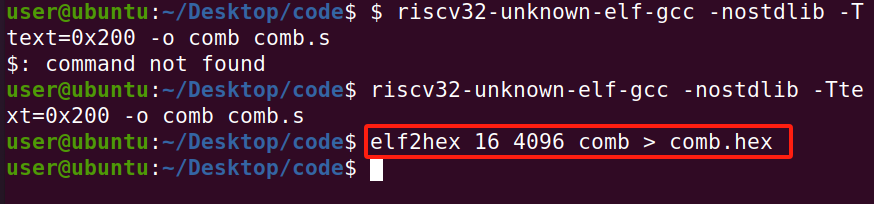 user@ubuntu:~/Desktop/code$ $ riscv32-unknown-elf-gcc -nostdlib -T
text=0x200 -o comb comb.s
$: command not found
user@ubuntu:~/Desktop/code$ riscv32-unknown-elf-gcc -nostdlib -Tte
xt=0x200 -o comb comb.s
user@ubuntu:~/Desktop/code$ elf2hex 16 4096 comb > comb.hex
user@ubuntu:~/Desktop/code$